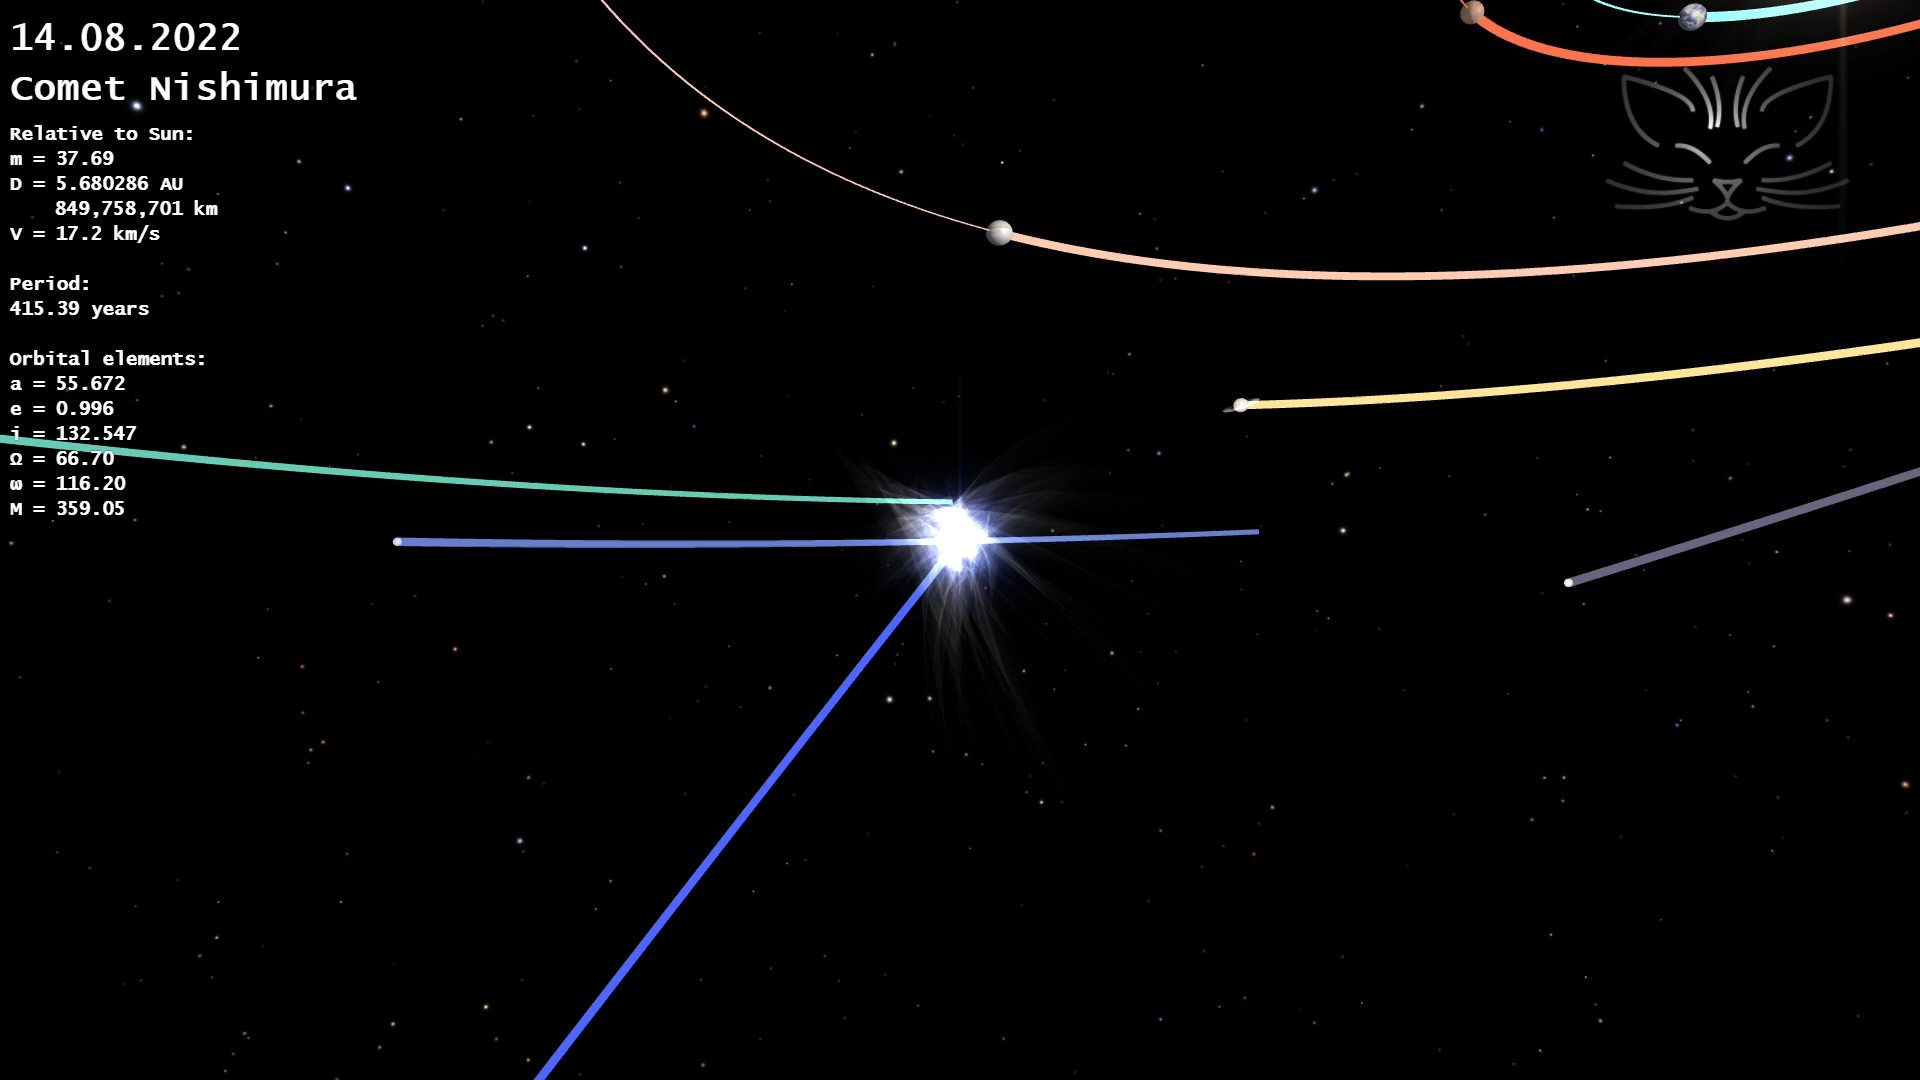 14.08.2022
Comet Nishimura
Relative to Sun:
m = 37.69
D = 5.680286 AU
849,758,701 km
V = 17.2 km/s
Period:
415.39 years
Orbital elements:
a = 55.672
e = 0.996
i = 132.547
Ω = 66.70
ω = 116.20
M = 359.05